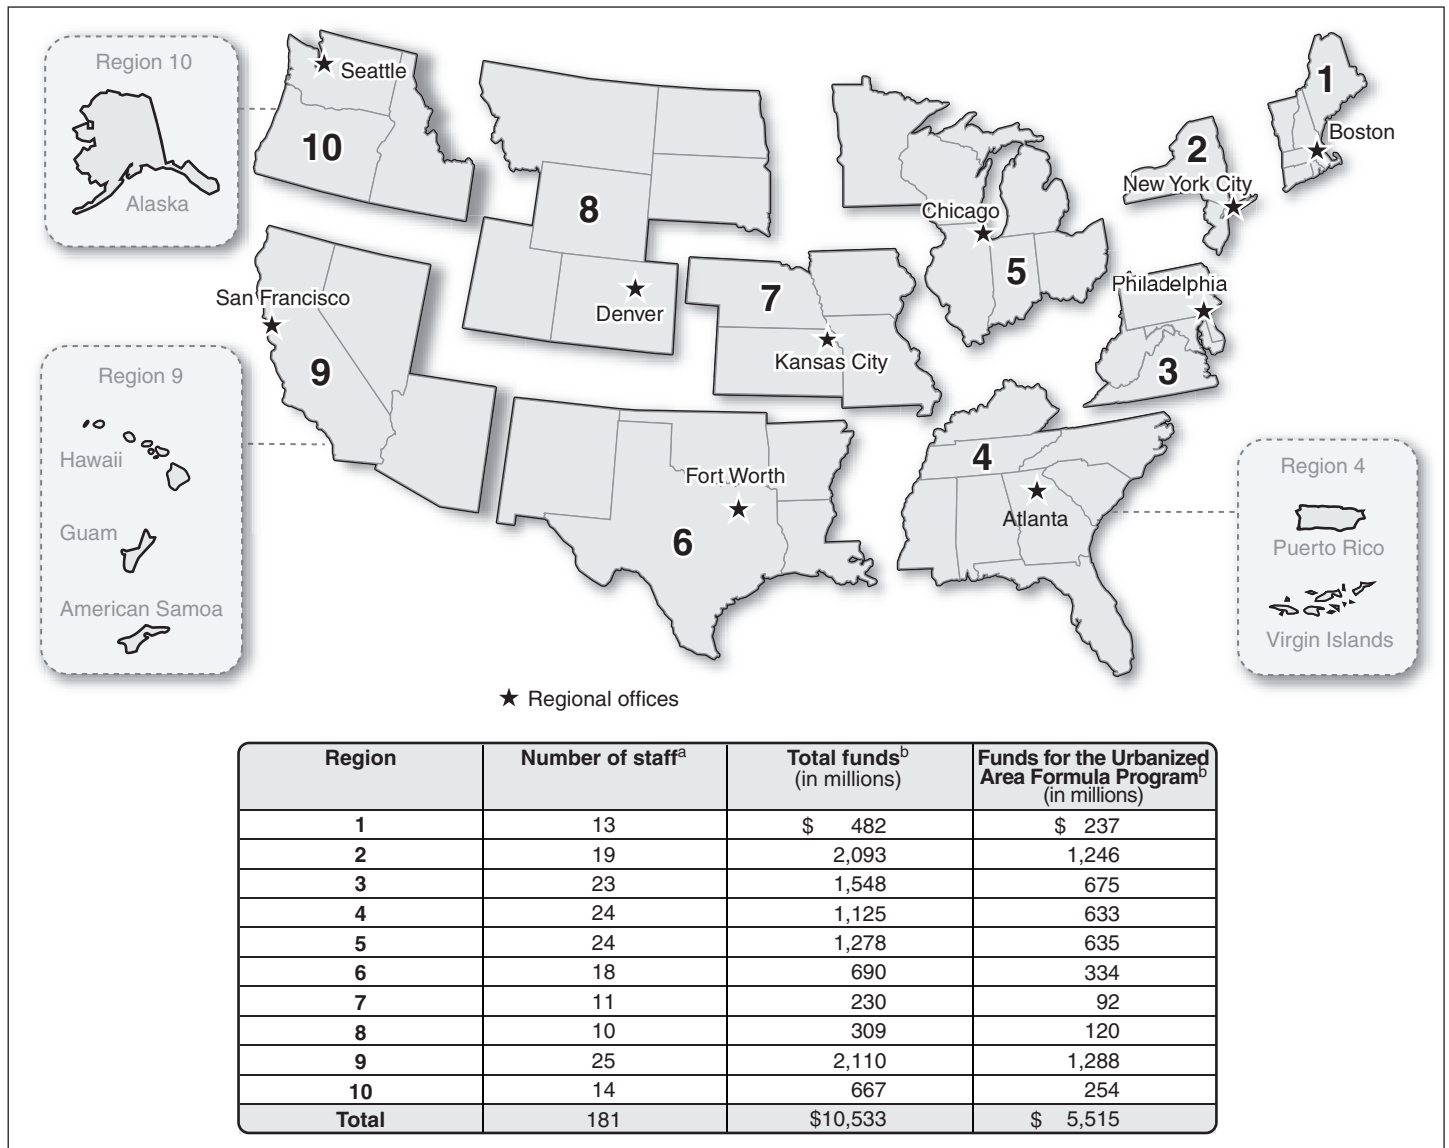 Region 10
Alaska
Seattle
10
8
Denver
San Francisco
9
Region 9
Hawaii
Guam
American Samoa
7
Kansas City
Fort Worth
6
Chicago
5
1
Boston
2
New York City
Philadelphia
3
4
Atlanta
Region 4
Puerto Rico
Virgin Islands
★ Regional offices
Region Number of staffa Total fundsb (in millions) Funds for the Urbanized Area Formula Programb (in millions)
1 13 $ 482 $ 237
2 19 2,093 1,246
3 23 1,548 675
4 24 1,125 633
5 24 1,278 635
6 18 690 334
7 11 230 92
8 10 309 120
9 25 2,110 1,288
10 14 667 254
Total 181 $10,533 $ 5,515